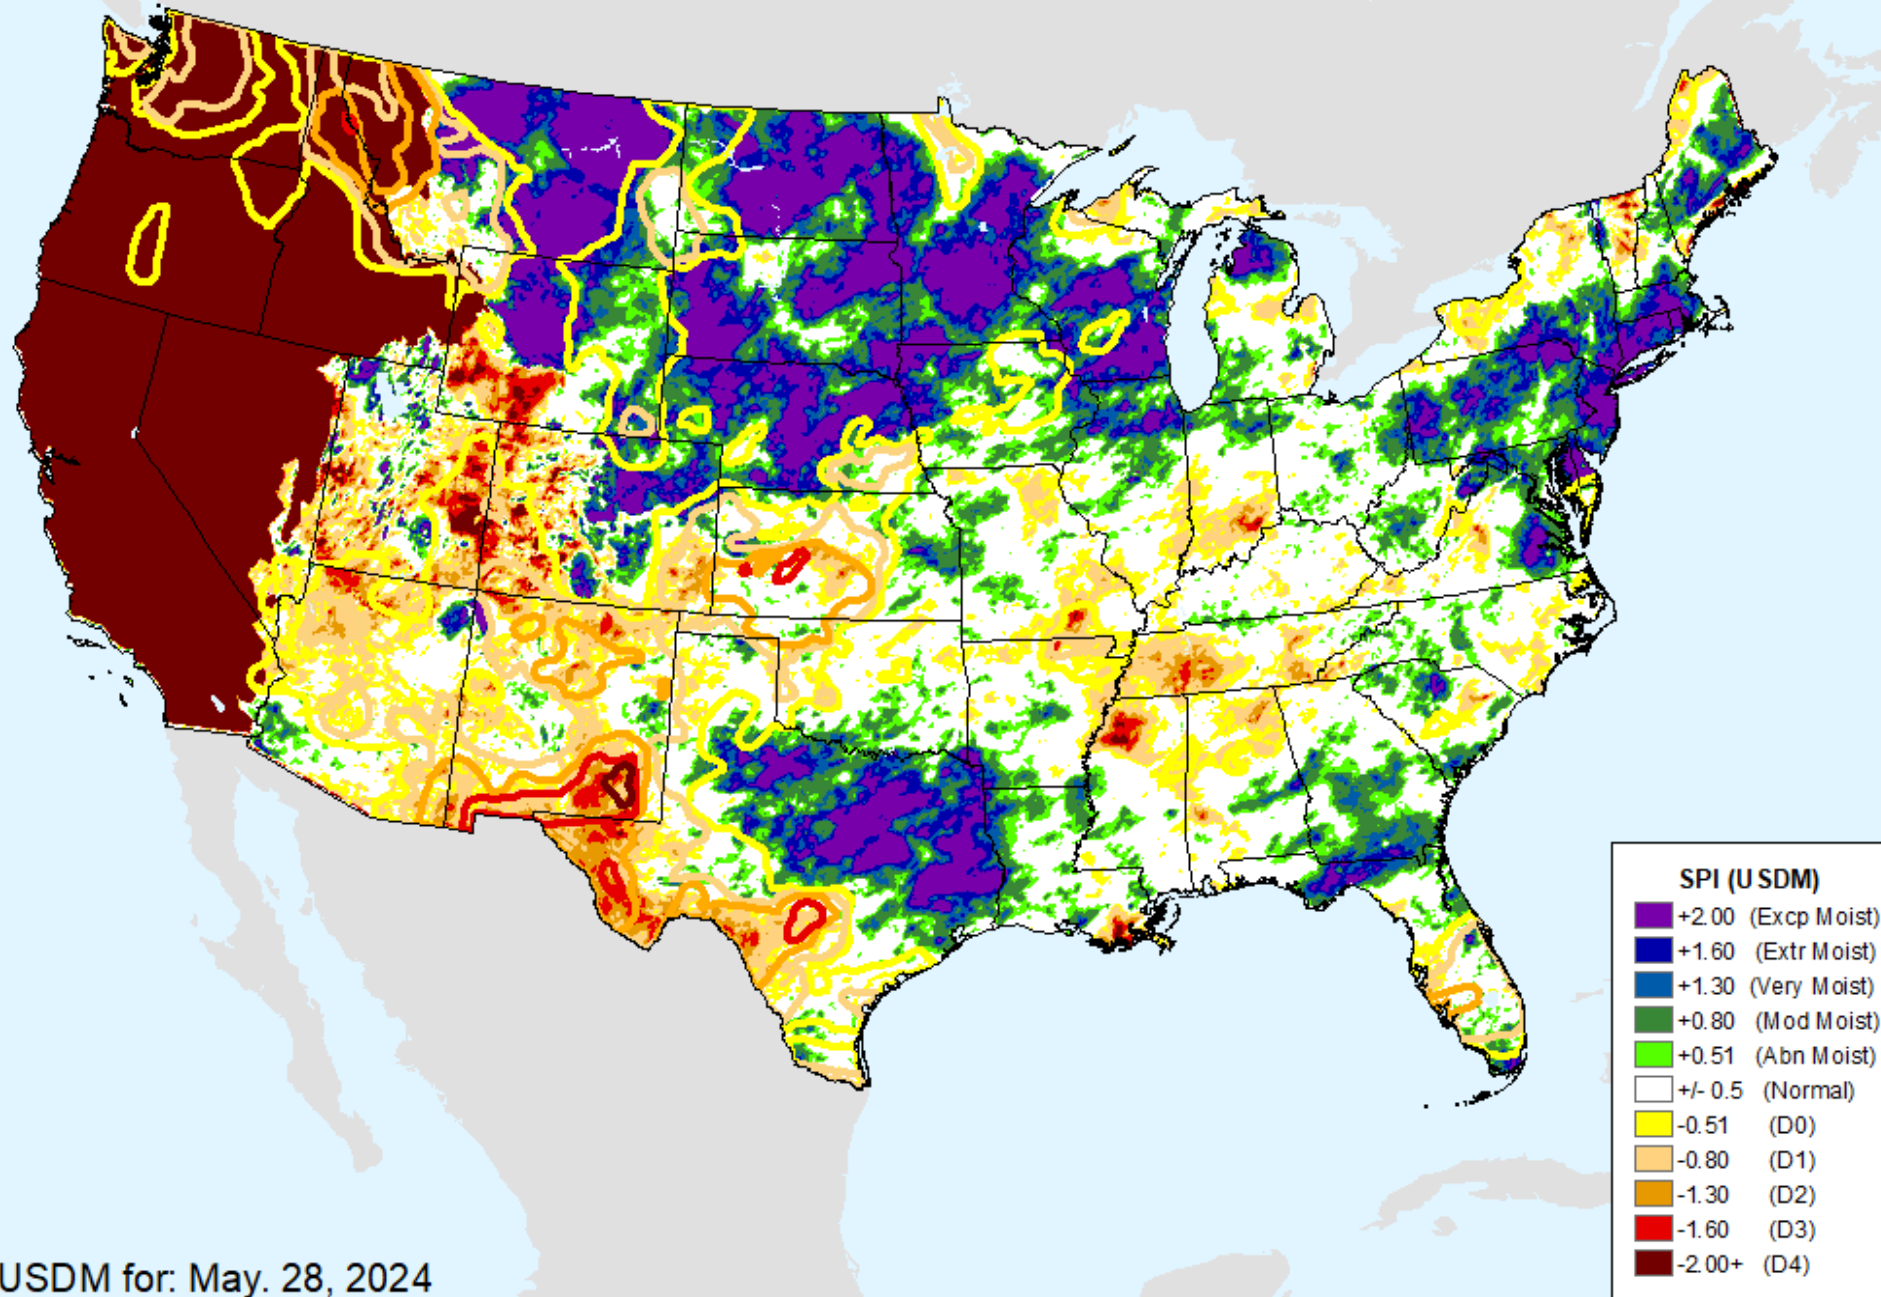 SPI (USDM)
+2.00 (Excp Moist)
+1.60 (Extr Moist)
+1.30 (Very Moist)
+0.80 (Mod Moist)
+0.51 (Abn Moist)
+/- 0.5 (Normal)
-0.51 (D0)
-0.80 (D1)
-1.30 (D2)
-1.60 (D3)
-2.00+ (D4)
USDM for: May. 28, 2024